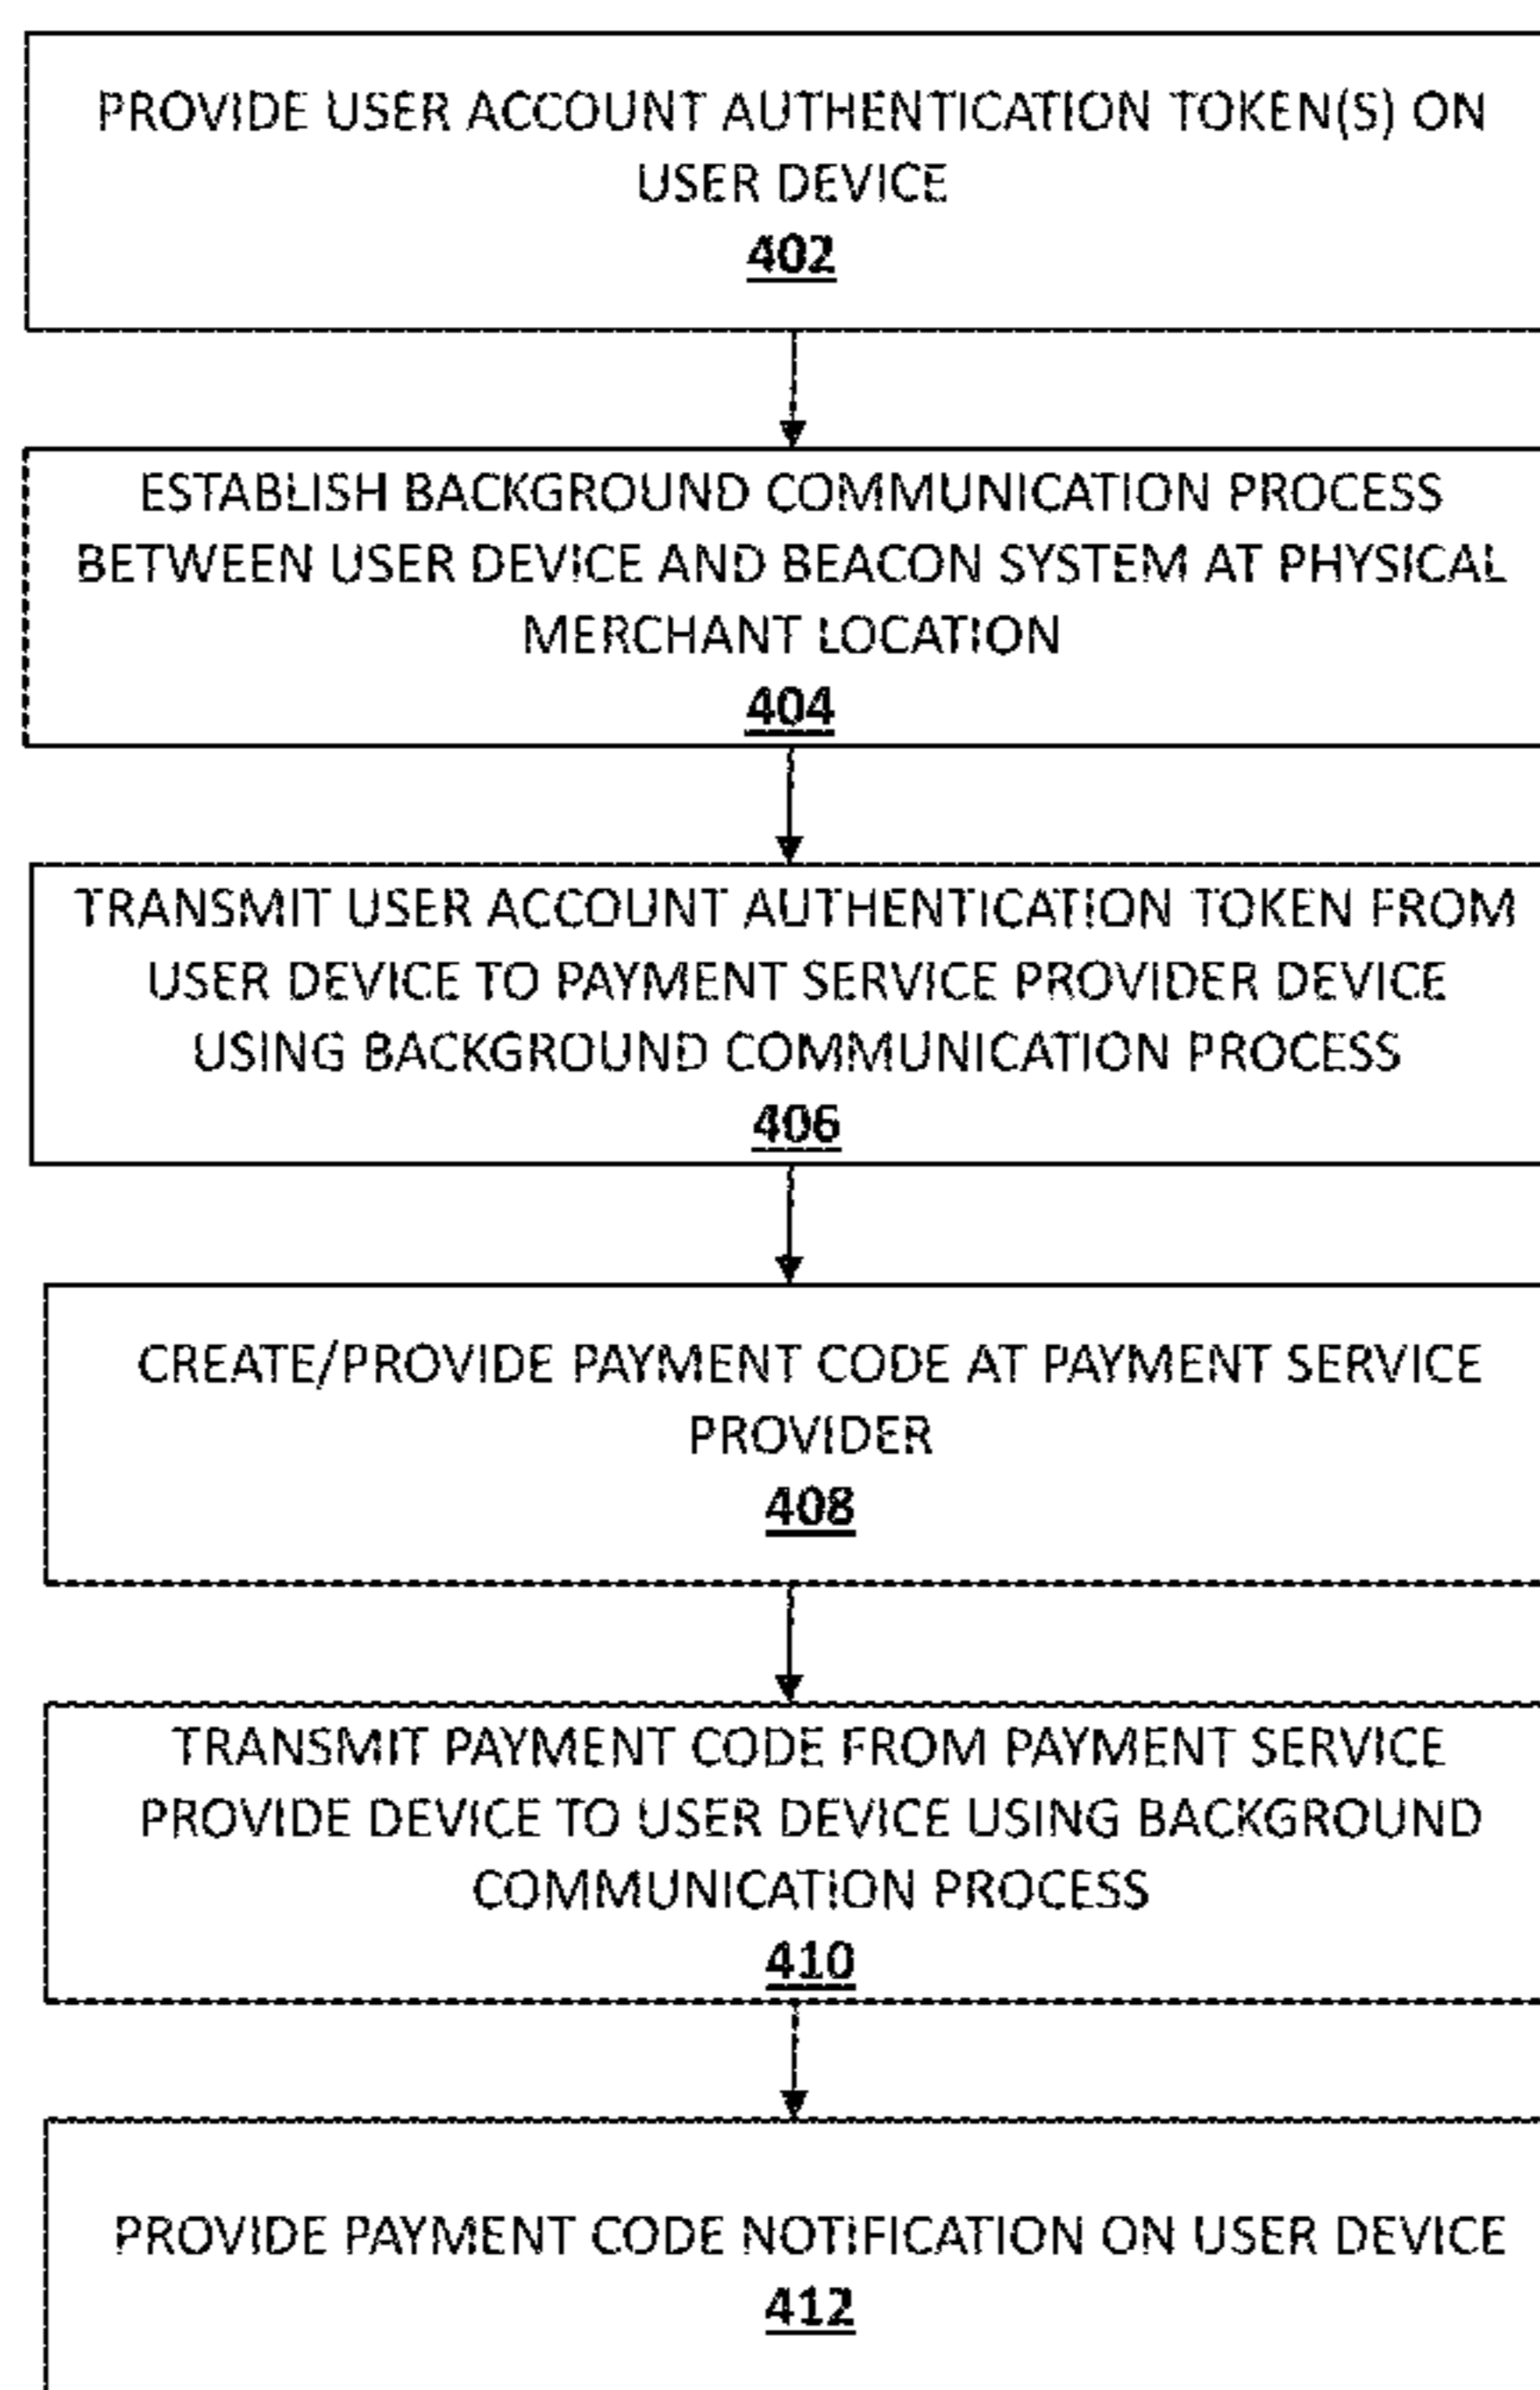 PROVIDE USER ACCOUNT AUTHENTICATION TOKEN(S) ON
USER DEVICE
402
ESTABLISH BACKGROUND COMMUNICATION PROCESS
BETWEEN USER DEVICE AND BEACON SYSTEM AT PHYSICAL
MERCHANT LOCATION
404
TRANSMIT USER ACCOUNT AUTHENTICATION TOKEN FROM
USER DEVICE TO PAYMENT SERVICE PROVIDER DEVICE
USING BACKGROUND COMMUNICATION PROCESS
406
CREATE/PROVIDE PAYMENT CODE AT PAYMENT SERVICE
PROVIDER
408
TRANSMIT PAYMENT CODE FROM PAYMENT SERVICE
PROVIDE DEVICE TO USER DEVICE USING BACKGROUND
COMMUNICATION PROCESS
410
PROVIDE PAYMENT CODE NOTIFICATION ON USER DEVICE
412